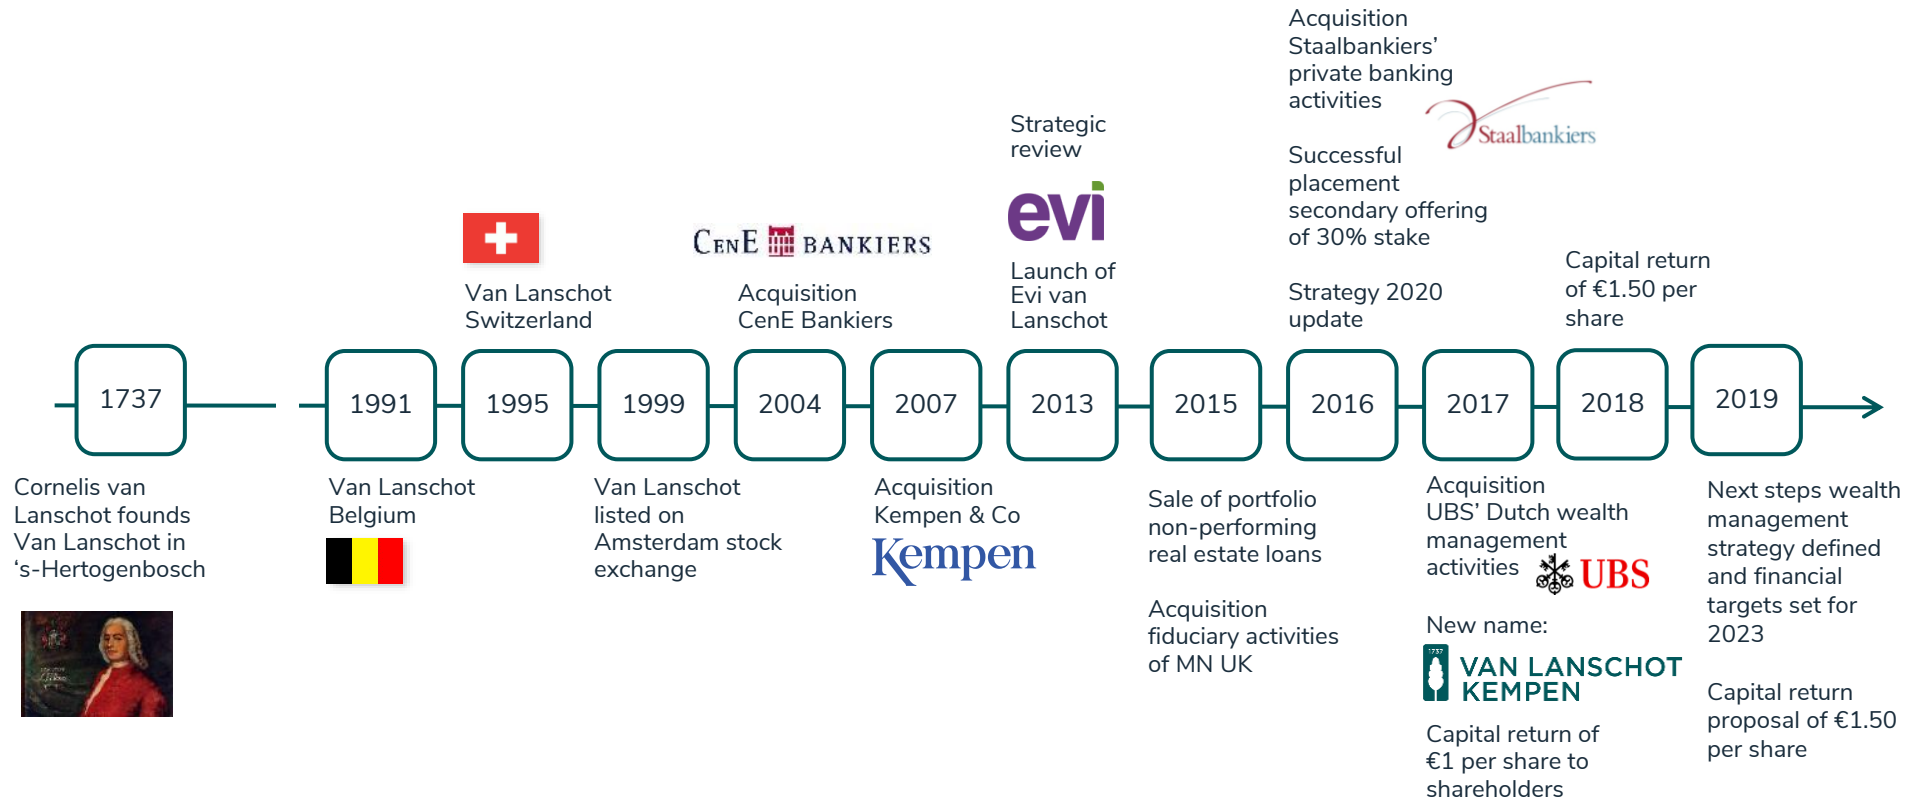 Acquisition
Staalbankiers’
private banking
activities
Staalbankiers
Successful
placement
secondary offering
of 30% stake
Strategy 2020
update
Strategic
review
evi
Launch of
Evi van
Lanschot
Capital return
of €1.50 per
share
Van Lanschot
Switzerland
CENE BANKIERS
Acquisition
CenE Bankiers
1737
1991
1995
1999
2004
2007
2013
2015
2016
2017
2018
2019
Cornelis van
Lanschot founds
Van Lanschot in
‘s-Hertogenbosch
Van Lanschot
Belgium
Van Lanschot
listed on
Amsterdam stock
exchange
Acquisition
Kempen & Co
Kempen
Sale of portfolio
non-performing
real estate loans
Acquisition
fiduciary activities
of MN UK
Acquisition
UBS’ Dutch wealth
management
activities
UBS
New name:
1737
VAN LANSCHOT
KEMPEN
Capital return of
€1 per share to
shareholders
Next steps wealth
management
strategy defined
and financial
targets set for
2023
Capital return
proposal of €1.50
per share